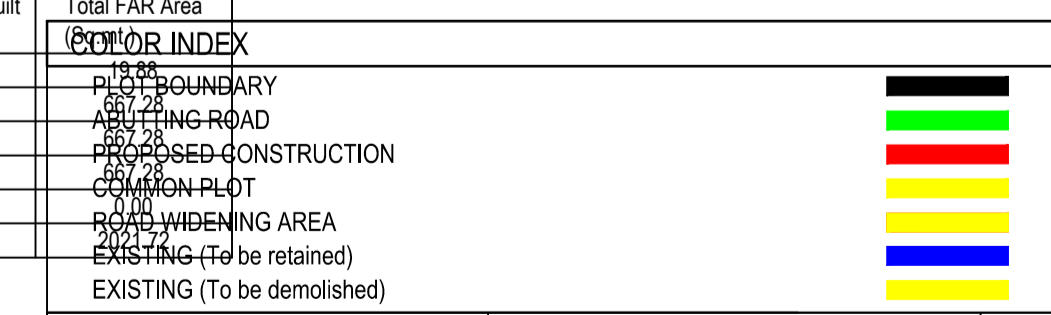 uilt Total FAR Area
(Sq.mt.)
COLOR INDEX
19.88
PLOT BOUNDARY
667.28
ABUTTING ROAD
667.28
PROPOSED CONSTRUCTION
667.28
COMMON PLOT
0.00
ROAD WIDENING AREA
2021.72
EXISTING (To be retained)
EXISTING (To be demolished)